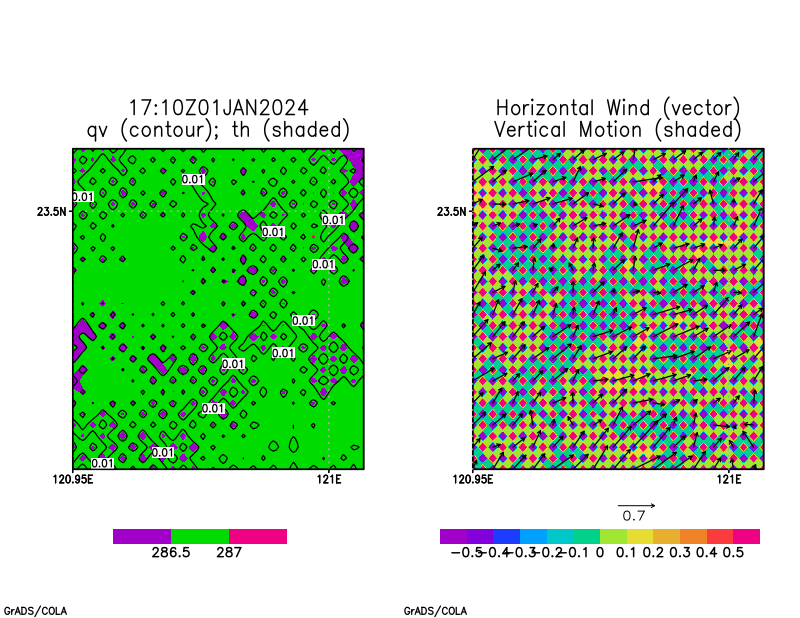 17:10Z01JAN2024
qv (contour); th (shaded)
0.01
0.01
0.01
0.01
0.01
0.01
0.01
0.01
0.01
0.01
0.01
23.5N
120.95E
121E
286.5
287
Horizontal Wind (vector)
Vertical Motion (shaded)
23.5N
120.95E
121E
0.7
-0.5
-0.4
-0.3
-0.2
-0.1
0
0.1
0.2
0.3
0.4
0.5
GrADS/COLA
GrADS/COLA